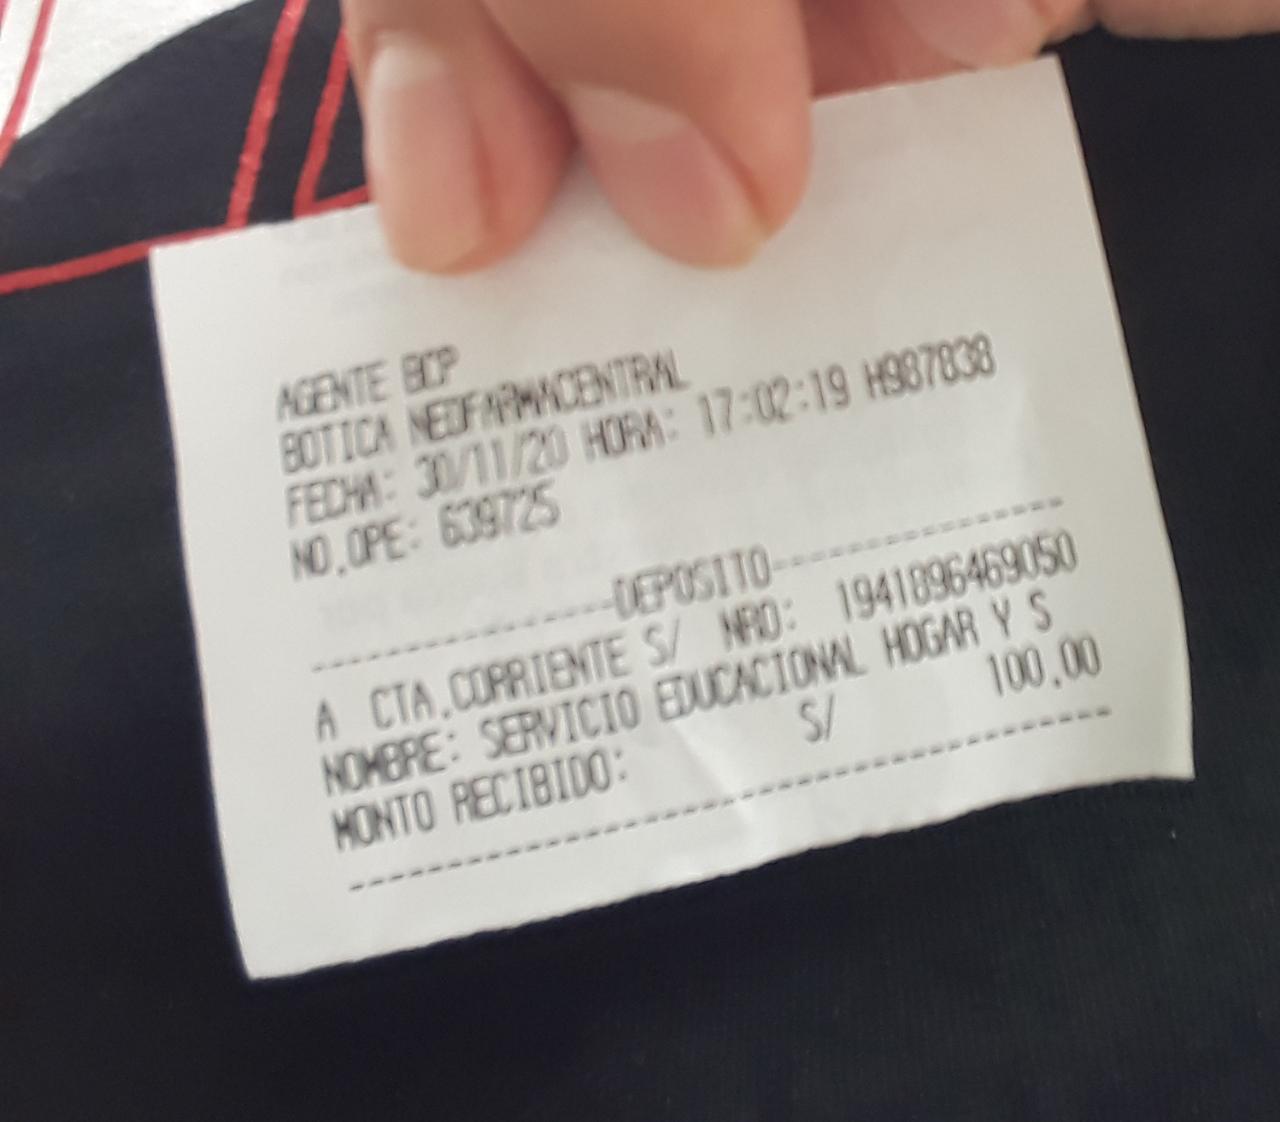 AGENTE BCP
BOTICA NEOFARMACENTRAL
FECHA: 30/11/20 HORA: 17:02:19 H987838
NO.OPE: 639725
-------------DEPOSITO-------------
A CTA.CORRIENTE S/ NRO: 1941896469050
NOMBRE: SERVICIO EDUCACIONAL HOGAR Y S
MONTO RECIBIDO: S/ 100.00